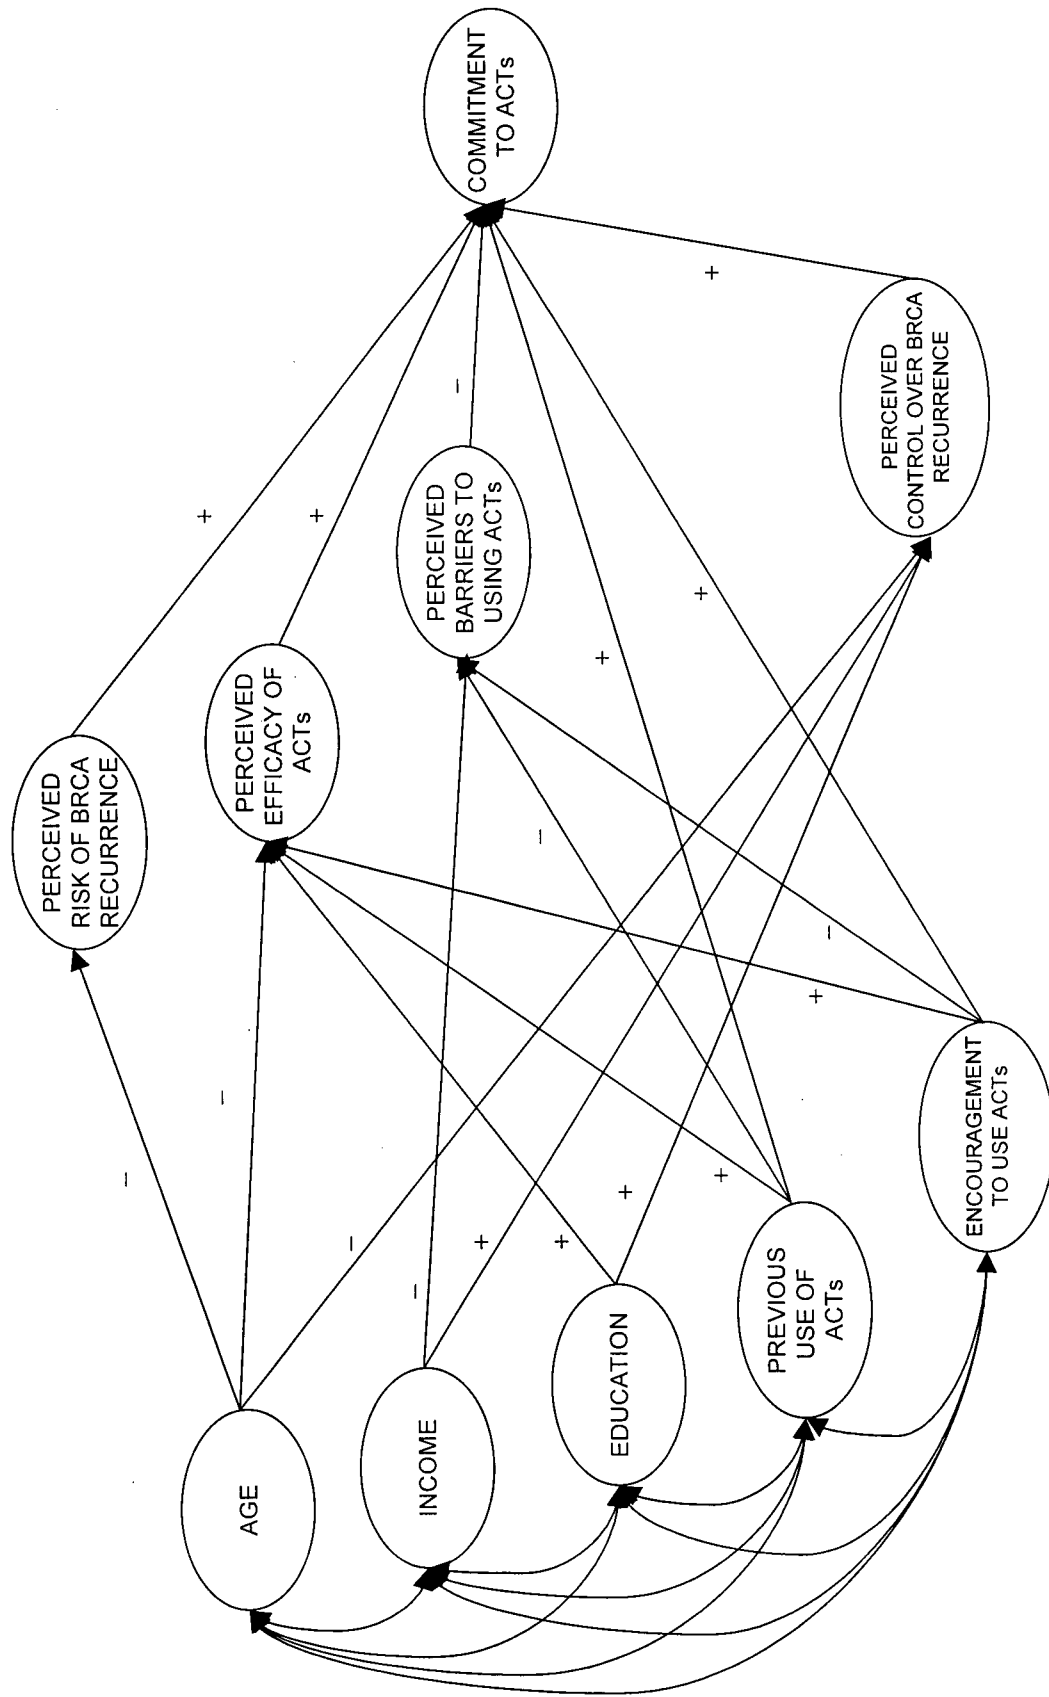 PERCEIVED
RISK OF BRCA
RECURRENCE
PERCEIVED
EFFICACY OF
ACTs
PERCEIVED
BARRIERS TO
USING ACTs
COMMITMENT
TO ACTs
PERCEIVED
CONTROL OVER BRCA
RECURRENCE
AGE
INCOME
EDUCATION
PREVIOUS
USE OF
ACTs
ENCOURAGEMENT
TO USE ACTs
–
–
–
–
+
+
+
+
+
–
–
+
+
+
–
+
+
+